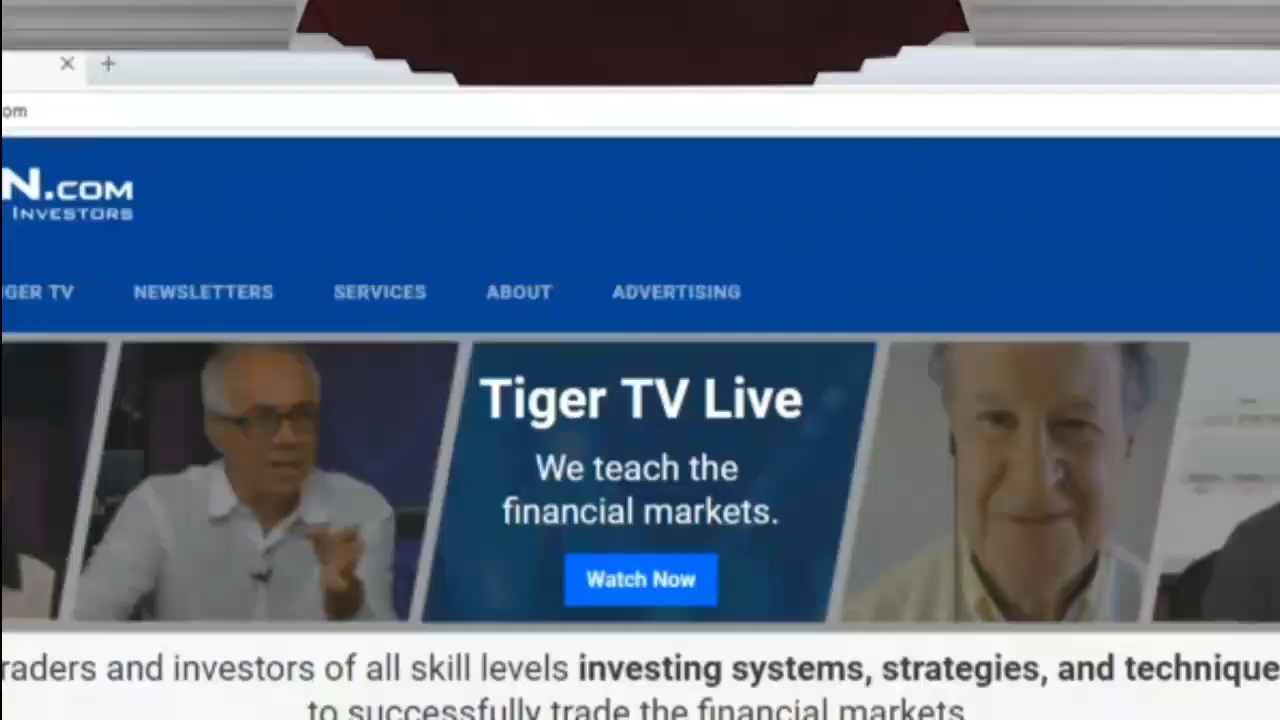 om
N.COM
INVESTORS
IGER TV NEWSLETTERS SERVICES ABOUT ADVERTISING
Tiger TV Live
We teach the
financial markets.
Watch Now
raders and investors of all skill levels investing systems, strategies, and technique
to successfully trade the financial markets